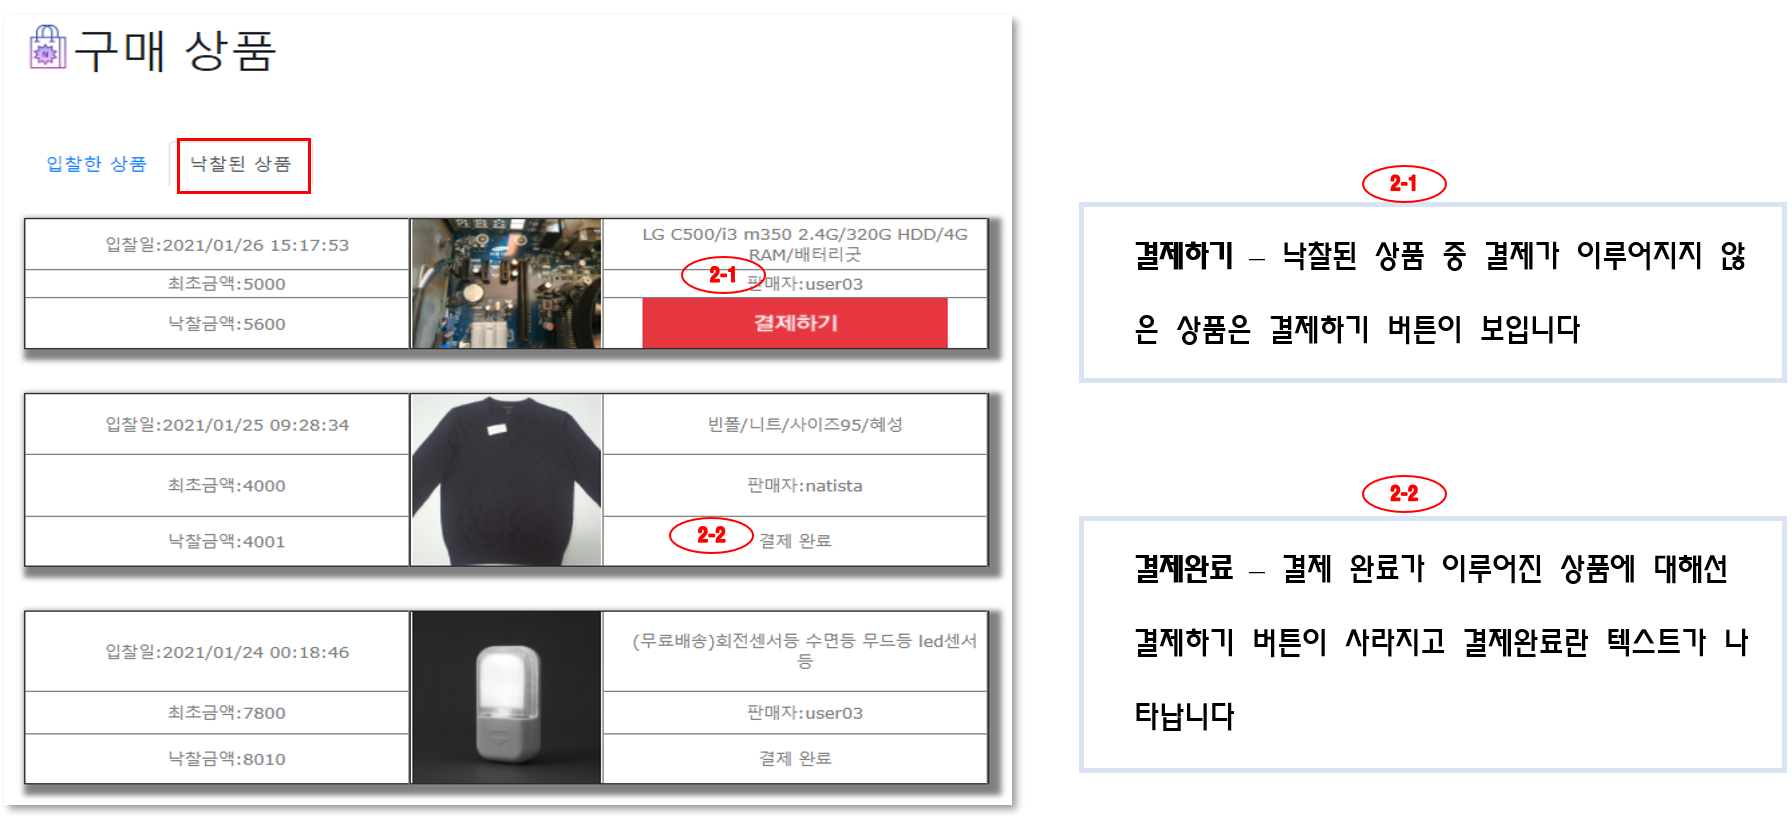 구매 상품
입찰한 상품
낙찰된 상품
입찰일:2021/01/26 15:17:53
최초금액:5000
낙찰금액:5600
LG C500/i3 m350 2.4G/320G HDD/4G
RAM/배터리굿
2-1
판매자:user03
결제하기
입찰일:2021/01/25 09:28:34
최초금액:4000
낙찰금액:4001
빈폴/니트/사이즈95/혜성
판매자:natista
2-2
결제 완료
입찰일:2021/01/24 00:18:46
최초금액:7800
낙찰금액:8010
(무료배송)회전센서등 수면등 무드등 led센서
등
판매자:user03
결제 완료
2-1
결제하기 – 낙찰된 상품 중 결제가 이루어지지 않
은 상품은 결제하기 버튼이 보입니다
2-2
결제완료 – 결제 완료가 이루어진 상품에 대해선
결제하기 버튼이 사라지고 결제완료란 텍스트가 나
타납니다